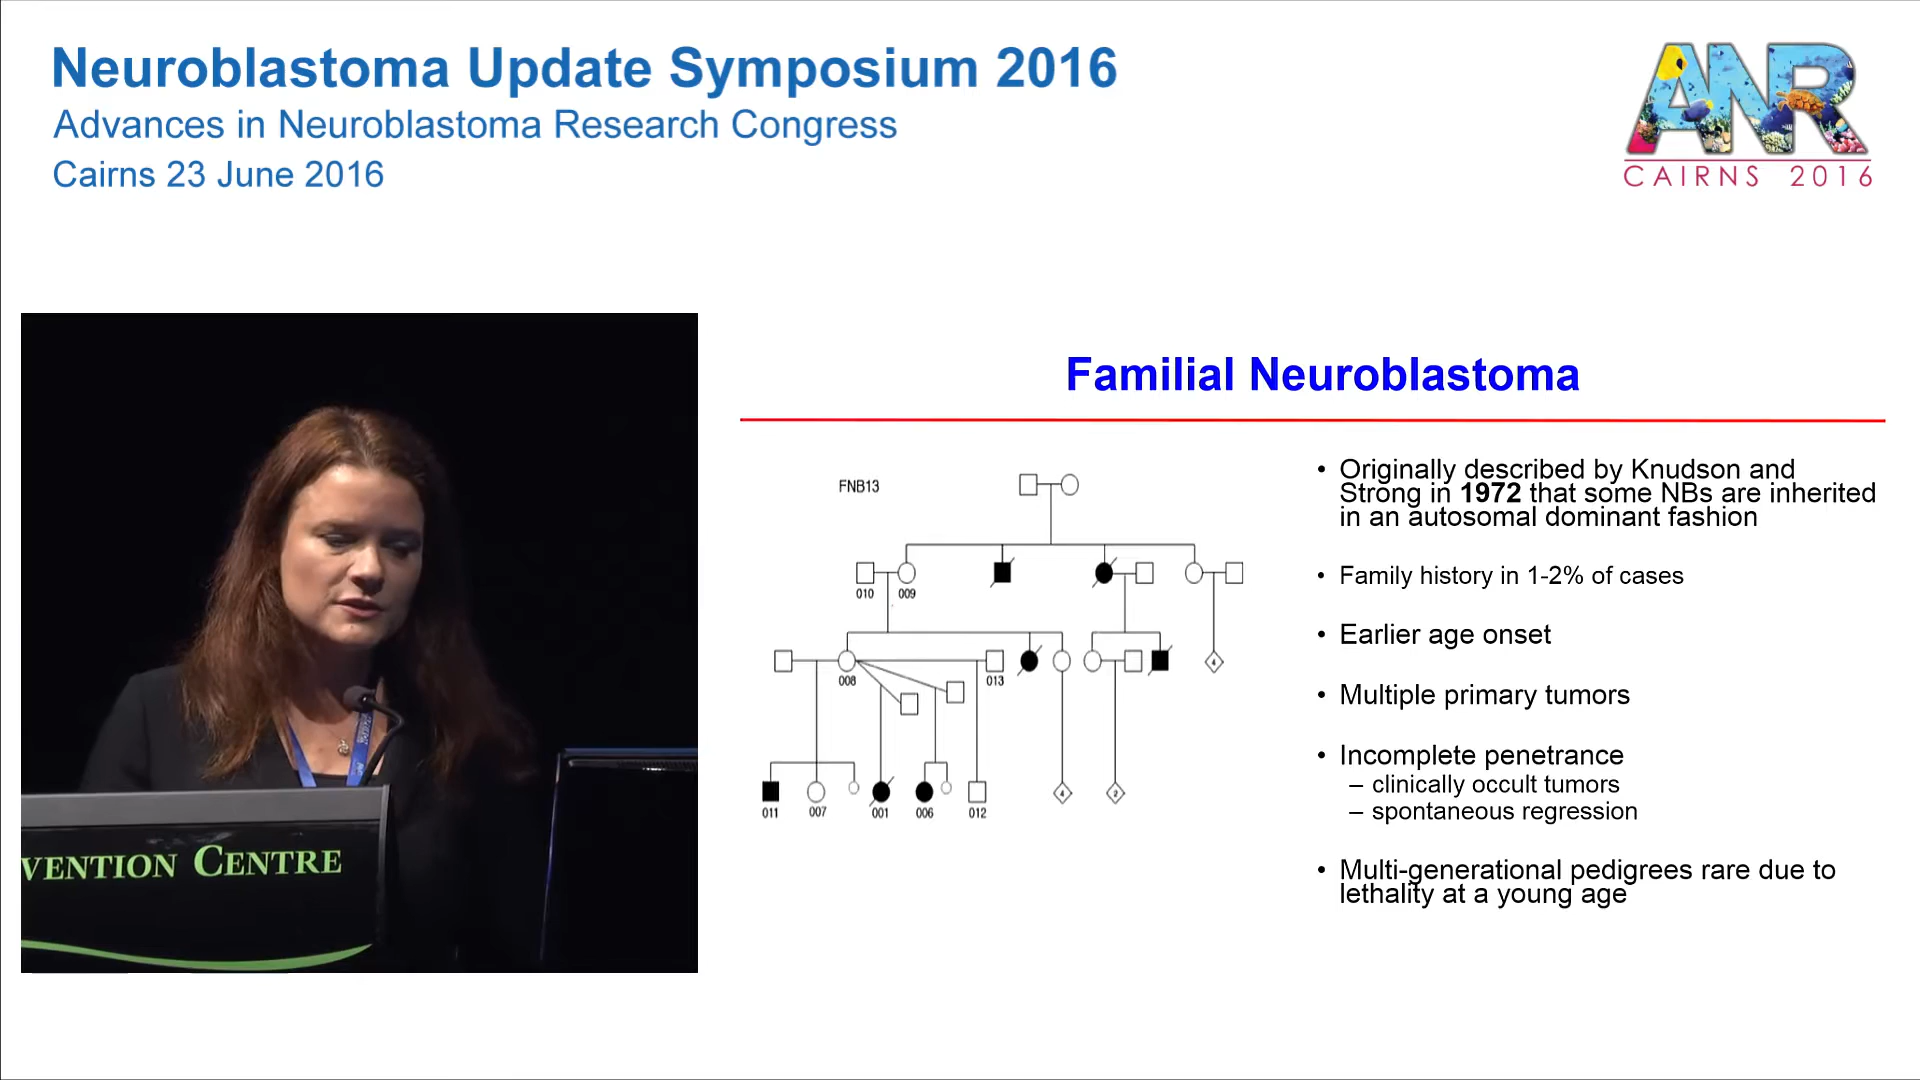 Neuroblastoma Update Symposium 2016
Advances in Neuroblastoma Research Congress
Cairns 23 June 2016
ANR
CAIRNS 2016
VENTION CENTRE
Familial Neuroblastoma
FNB13
010 009
008 013
4
011 007 001 006 012
4 2
• Originally described by Knudson and
Strong in 1972 that some NBs are inherited
in an autosomal dominant fashion
• Family history in 1-2% of cases
• Earlier age onset
• Multiple primary tumors
• Incomplete penetrance
– clinically occult tumors
– spontaneous regression
• Multi-generational pedigrees rare due to
lethality at a young age